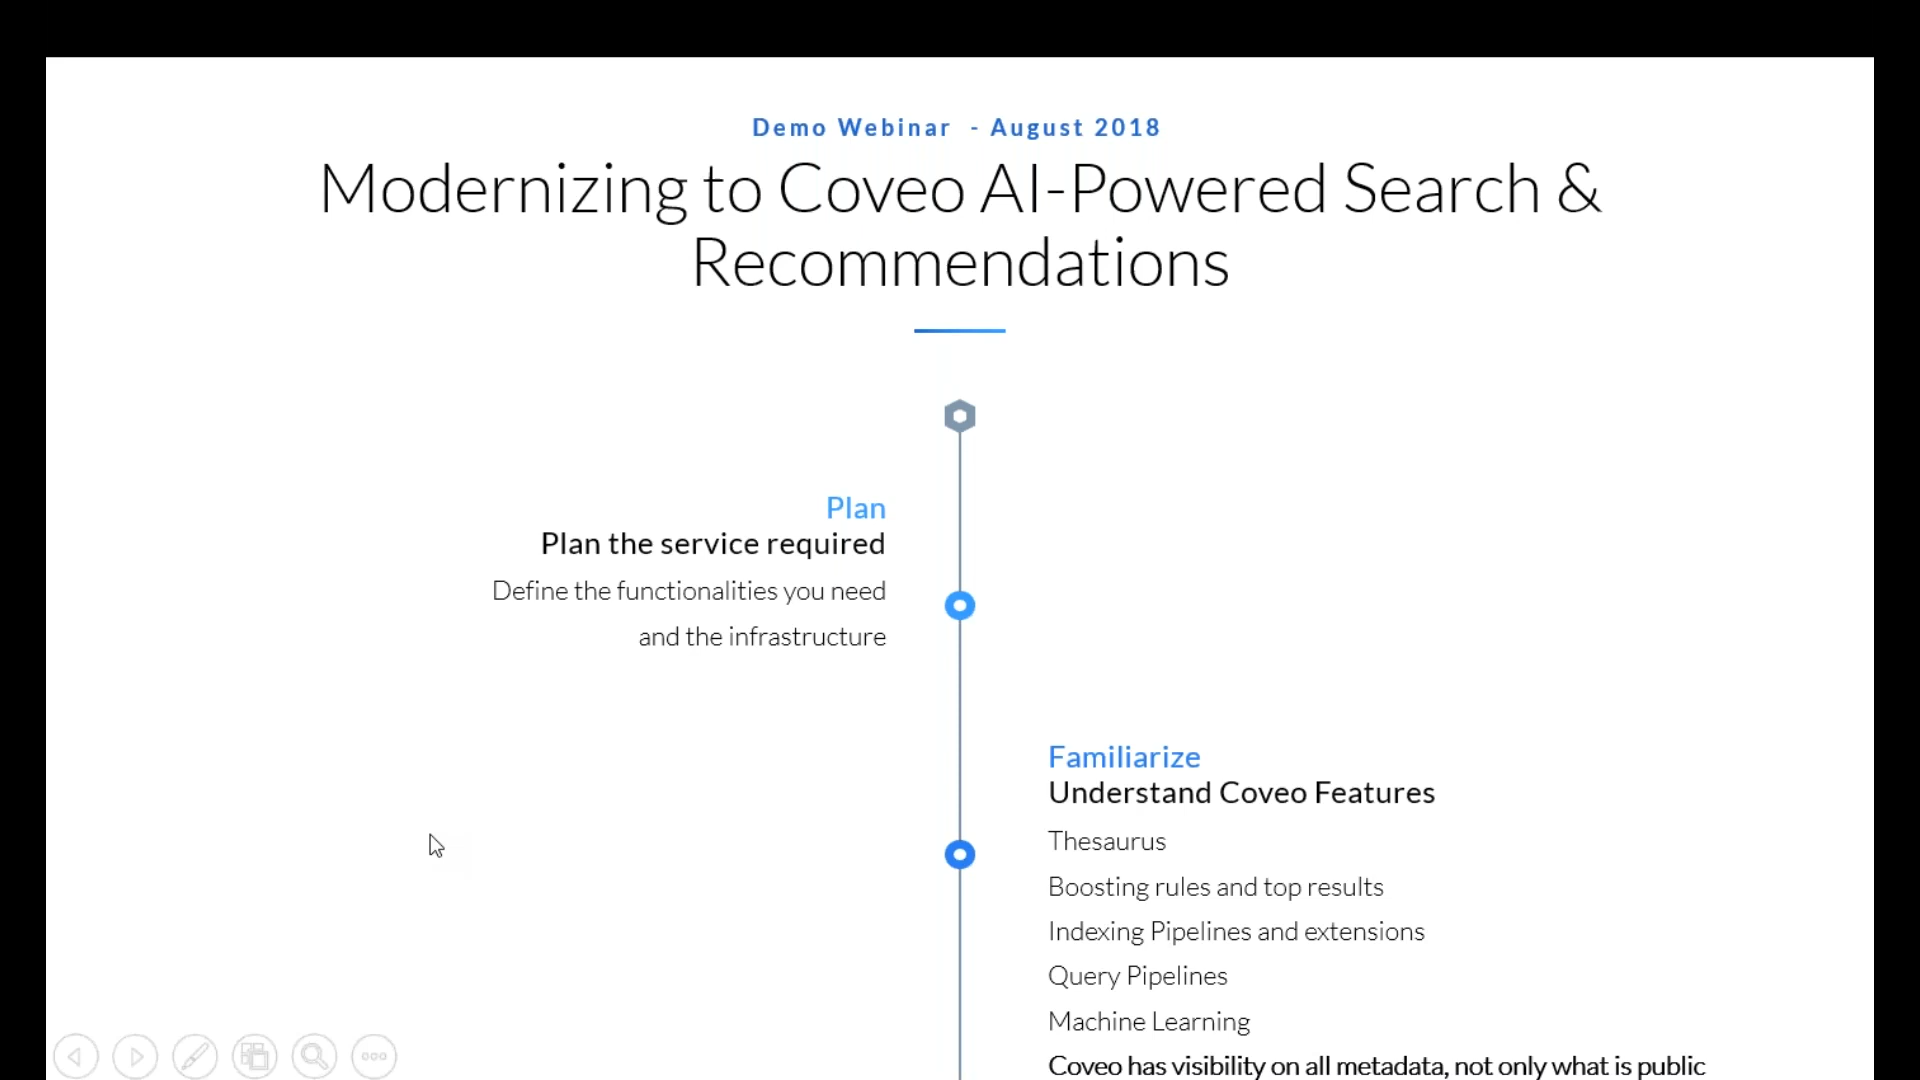 Demo Webinar - August 2018
Modernizing to Coveo AI-Powered Search &
Recommendations
Plan
Plan the service required
Define the functionalities you need
and the infrastructure
Familiarize
Understand Coveo Features
Thesaurus
Boosting rules and top results
Indexing Pipelines and extensions
Query Pipelines
Machine Learning
Coveo has visibility on all metadata, not only what is public